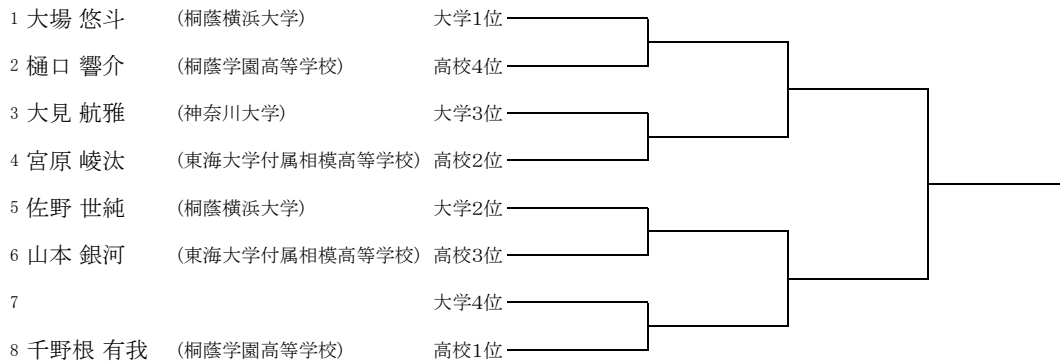 1 大場 悠斗 (桐蔭横浜大学) 大学1位
2 樋口 響介 (桐蔭学園高等学校) 高校4位
3 大見 航雅 (神奈川大学) 大学3位
4 宮原 崚汰 (東海大学付属相模高等学校) 高校2位
5 佐野 世純 (桐蔭横浜大学) 大学2位
6 山本 銀河 (東海大学付属相模高等学校) 高校3位
7 大学4位
8 千野根 有我 (桐蔭学園高等学校) 高校1位